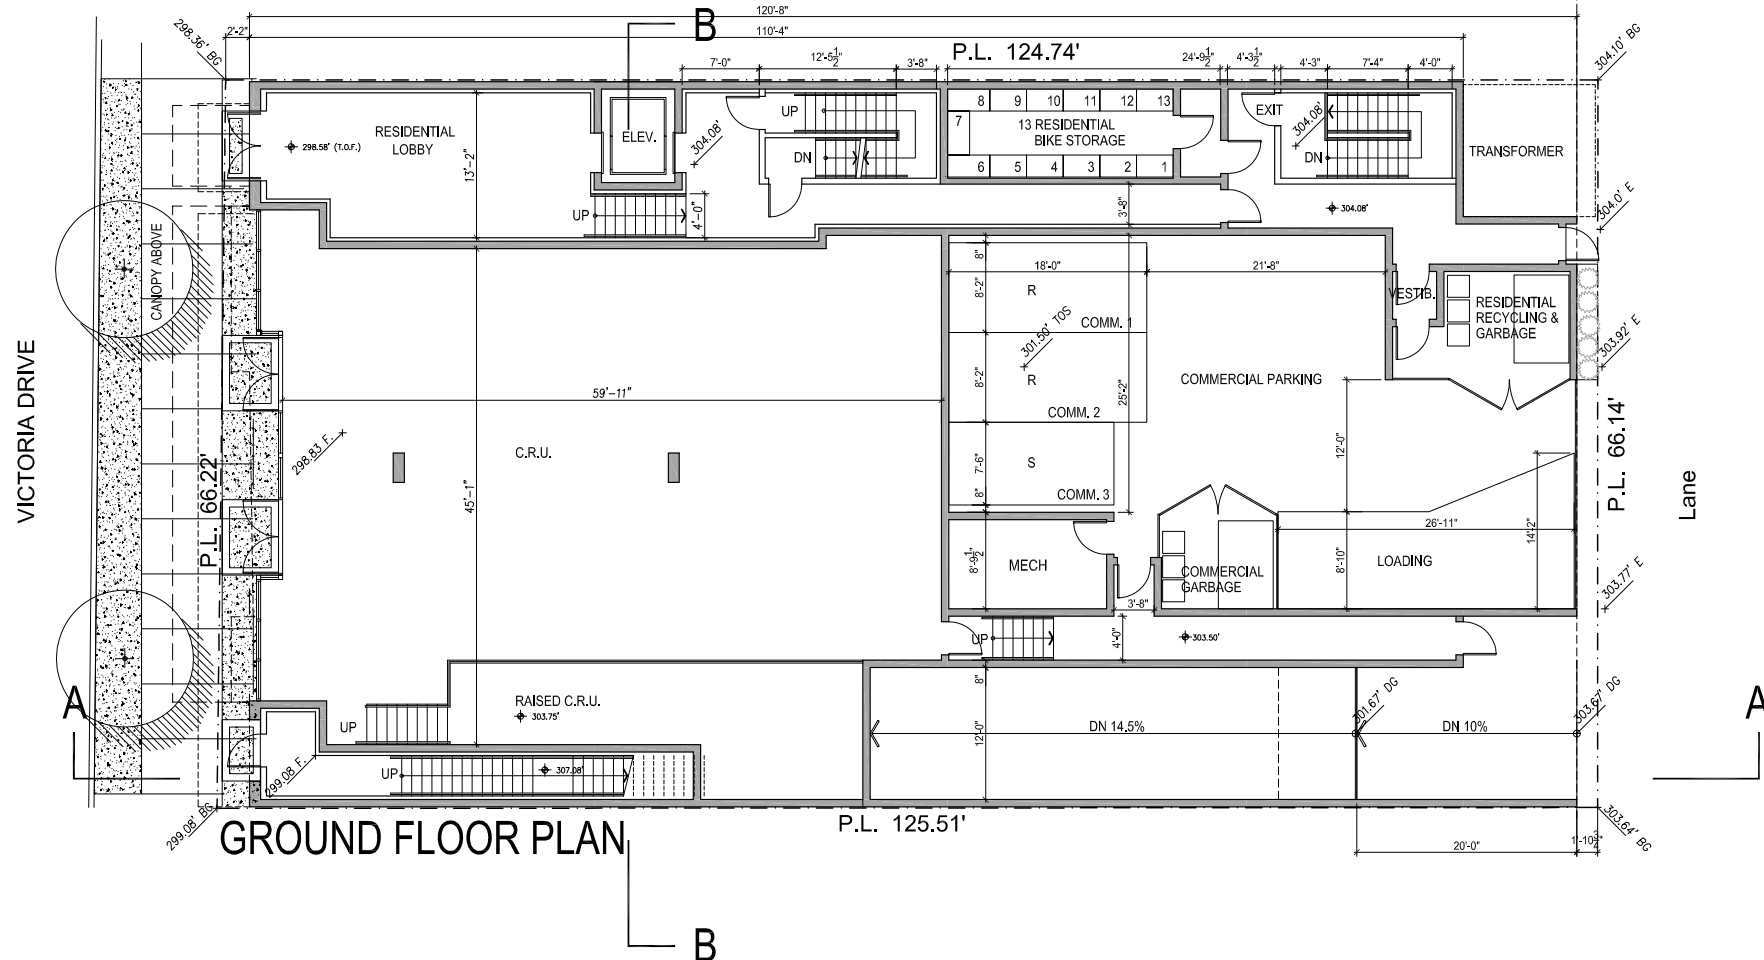 B
120'-8"
2'-2"
110'-4"
298.36' BG
P.L. 124.74'
304.10' BG
7'-0"
12'-5 1/2"
3'-8"
24'-9 1/2"
4'-3 1/2"
4'-3"
7'-4"
4'-0"
RESIDENTIAL
LOBBY
298.58' (T.O.F.)
13'-2"
ELEV.
304.08'
UP
DN
8 9 10 11 12 13
7
13 RESIDENTIAL
BIKE STORAGE
6 5 4 3 2 1
EXIT
304.08'
DN
TRANSFORMER
UP
4'-0"
3'-8"
304.08'
304.0' E
CANOPY ABOVE
8"
18'-0"
21'-8"
8'-2"
R
COMM. 1
301.50' TOS
VESTIB.
RESIDENTIAL
RECYCLING &
GARBAGE
303.92' E
VICTORIA DRIVE
59'-11"
8'-2"
R
COMM. 2
25'-2"
COMMERCIAL PARKING
12'-0"
P.L. 66.14'
Lane
298.83 F.
C.R.U.
45'-1"
P.L. 66.22'
7'-6"
S
COMM. 3
8"
26'-11"
14'-2"
8'-9 1/2"
MECH
COMMERCIAL
GARBAGE
8'-10"
LOADING
303.77' E
3'-8"
UP
4'-0"
303.50'
A
RAISED C.R.U.
303.75'
UP
8"
12'-0"
DN 14.5%
301.67' DG
DN 10%
303.67' DG
A
299.08' F.
UP
307.08'
299.08' BG
GROUND FLOOR PLAN
P.L. 125.51'
20'-0"
1'-10 3/4"
303.64' BG
B